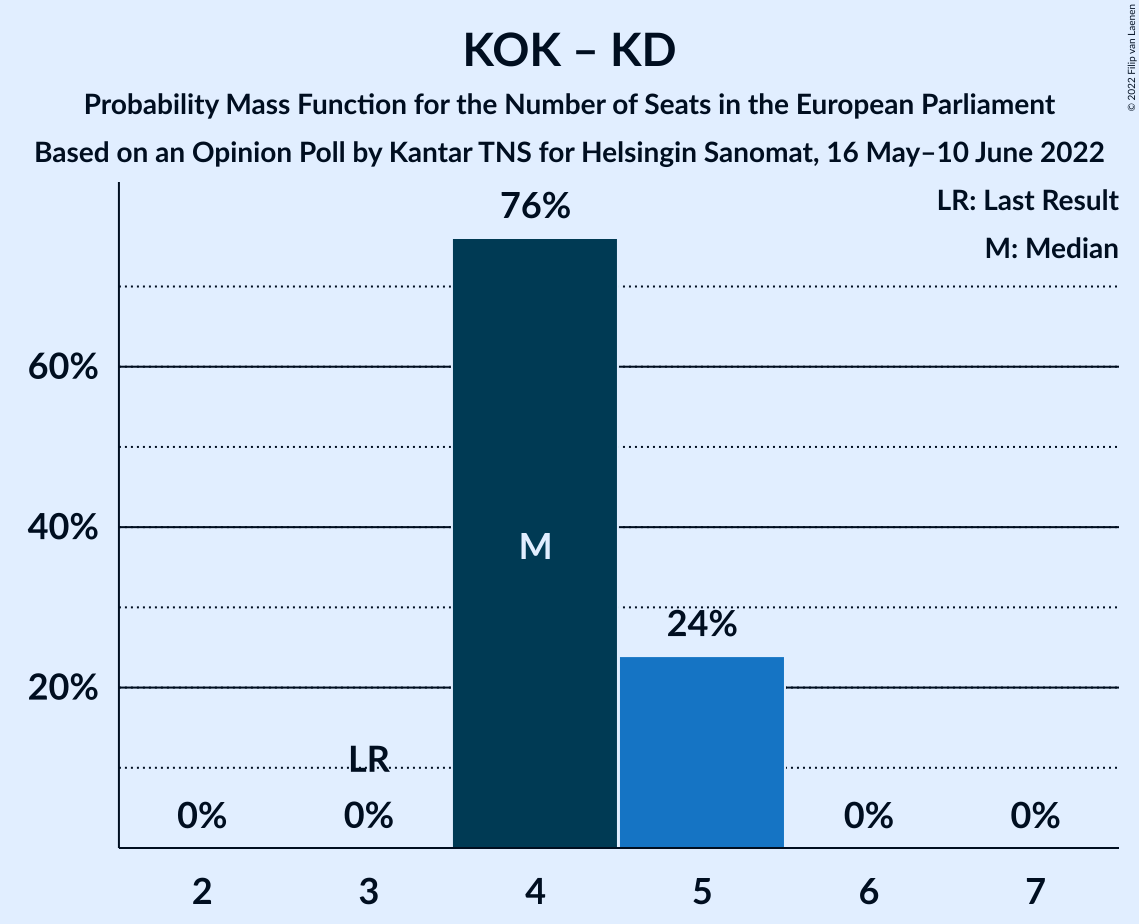 KOK – KD
Probability Mass Function for the Number of Seats in the European Parliament
Based on an Opinion Poll by Kantar TNS for Helsingin Sanomat, 16 May–10 June 2022
© 2022 Filip van Laenen
LR: Last Result
M: Median
76%
60%
40%
M
24%
20%
LR
0%
0%
0%
0%
2
3
4
5
6
7